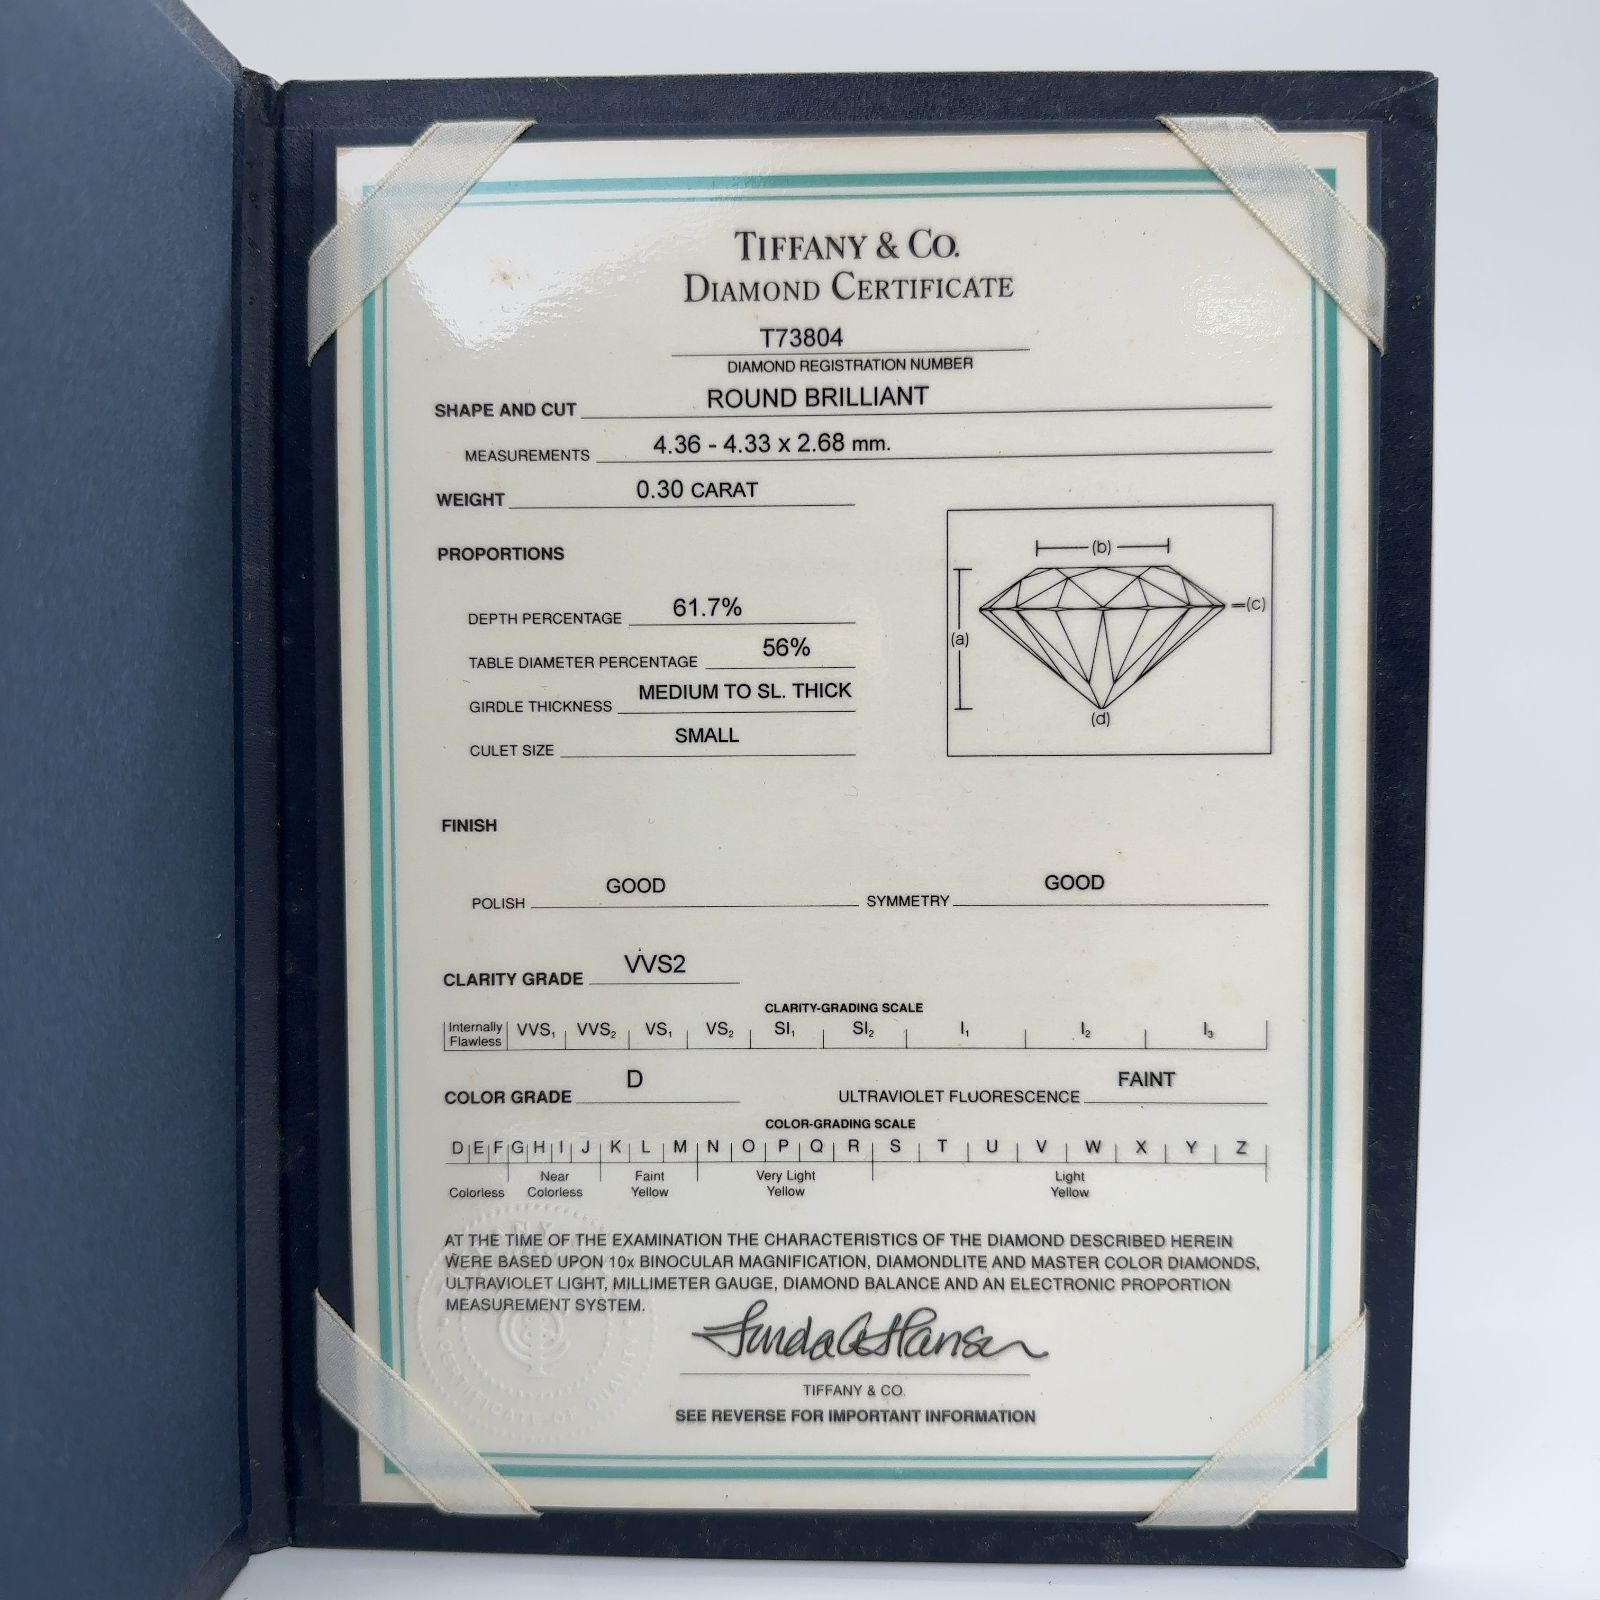 TIFFANY & CO.
DIAMOND CERTIFICATE
T73804
DIAMOND REGISTRATION NUMBER
SHAPE AND CUT ROUND BRILLIANT
MEASUREMENTS 4.36 - 4.33 x 2.68 mm.
WEIGHT 0.30 CARAT
PROPORTIONS
DEPTH PERCENTAGE 61.7%
TABLE DIAMETER PERCENTAGE 56%
GIRDLE THICKNESS MEDIUM TO SL. THICK
CULET SIZE SMALL
(b)
(c)
(a)
(d)
FINISH
POLISH GOOD SYMMETRY GOOD
CLARITY GRADE VVS2
CLARITY-GRADING SCALE
Internally Flawless VVS1 VVS2 VS1 VS2 SI1 SI2 I1 I2 I3
COLOR GRADE D ULTRAVIOLET FLUORESCENCE FAINT
COLOR-GRADING SCALE
D E F G H I J K L M N O P Q R S T U V W X Y Z
Colorless Near Colorless Faint Yellow Very Light Yellow Light Yellow
AT THE TIME OF THE EXAMINATION THE CHARACTERISTICS OF THE DIAMOND DESCRIBED HEREIN
WERE BASED UPON 10x BINOCULAR MAGNIFICATION, DIAMONDLITE AND MASTER COLOR DIAMONDS,
ULTRAVIOLET LIGHT, MILLIMETER GAUGE, DIAMOND BALANCE AND AN ELECTRONIC PROPORTION
MEASUREMENT SYSTEM.
CERTIFICATE OF QUALITY
TIFFANY & CO.
SEE REVERSE FOR IMPORTANT INFORMATION